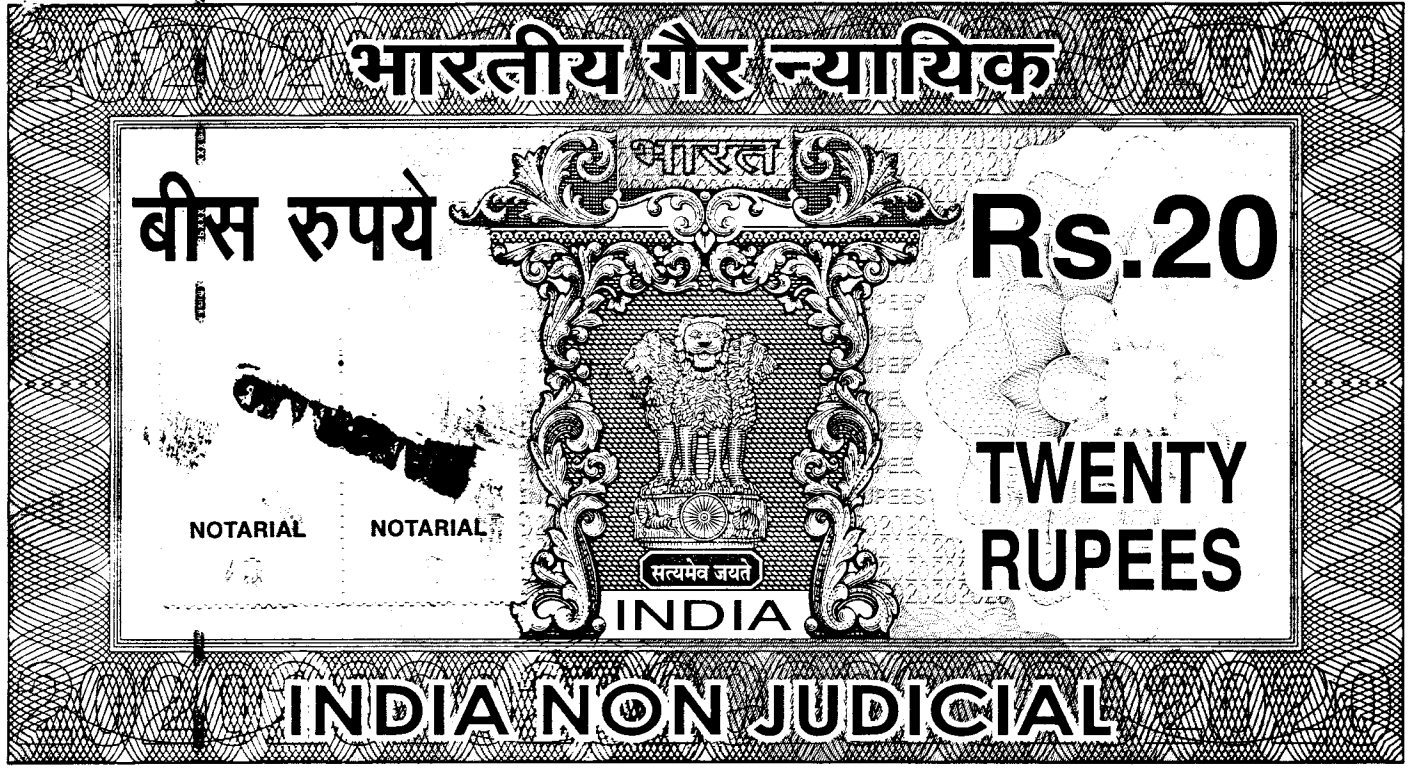 भारतीय गैर न्यायिक
भारत
बीस रुपये
Rs.20
TWENTY
RUPEES
NOTARIAL NOTARIAL
सत्यमेव जयते
INDIA
INDIA NON JUDICIAL